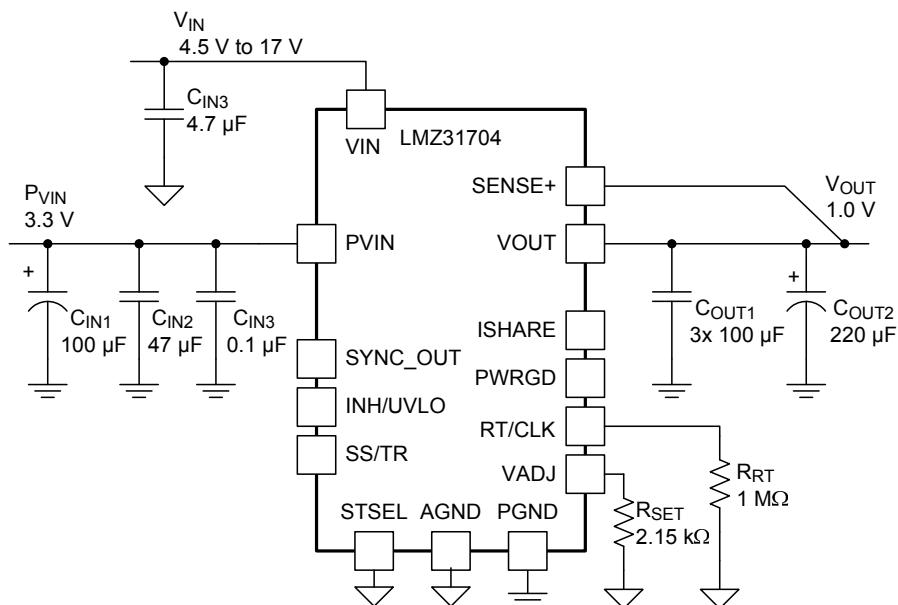 VIN
4.5 V to 17 V
CIN3
4.7 µF
VIN
LMZ31704
SENSE+
VOUT
1.0 V
PVIN
3.3 V
PVIN
VOUT
+
CIN1
100 µF
CIN2
47 µF
CIN3
0.1 µF
+
COUT1
3x 100 µF
COUT2
220 µF
ISHARE
SYNC_OUT
PWRGD
INH/UVLO
RT/CLK
SS/TR
VADJ
RRT
1 MΩ
RSET
2.15 kΩ
STSEL
AGND
PGND